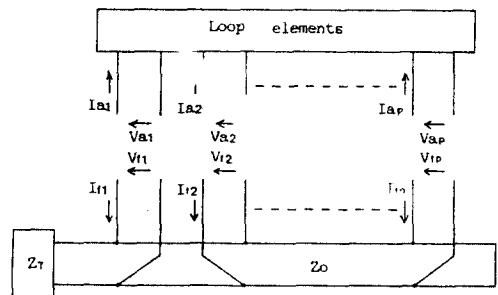 Loop elements
Ia1 Ia2 Iap
Va1 Va2 Vap
Vf1 Vf2 Vfp
If1 If2
ZT Z0